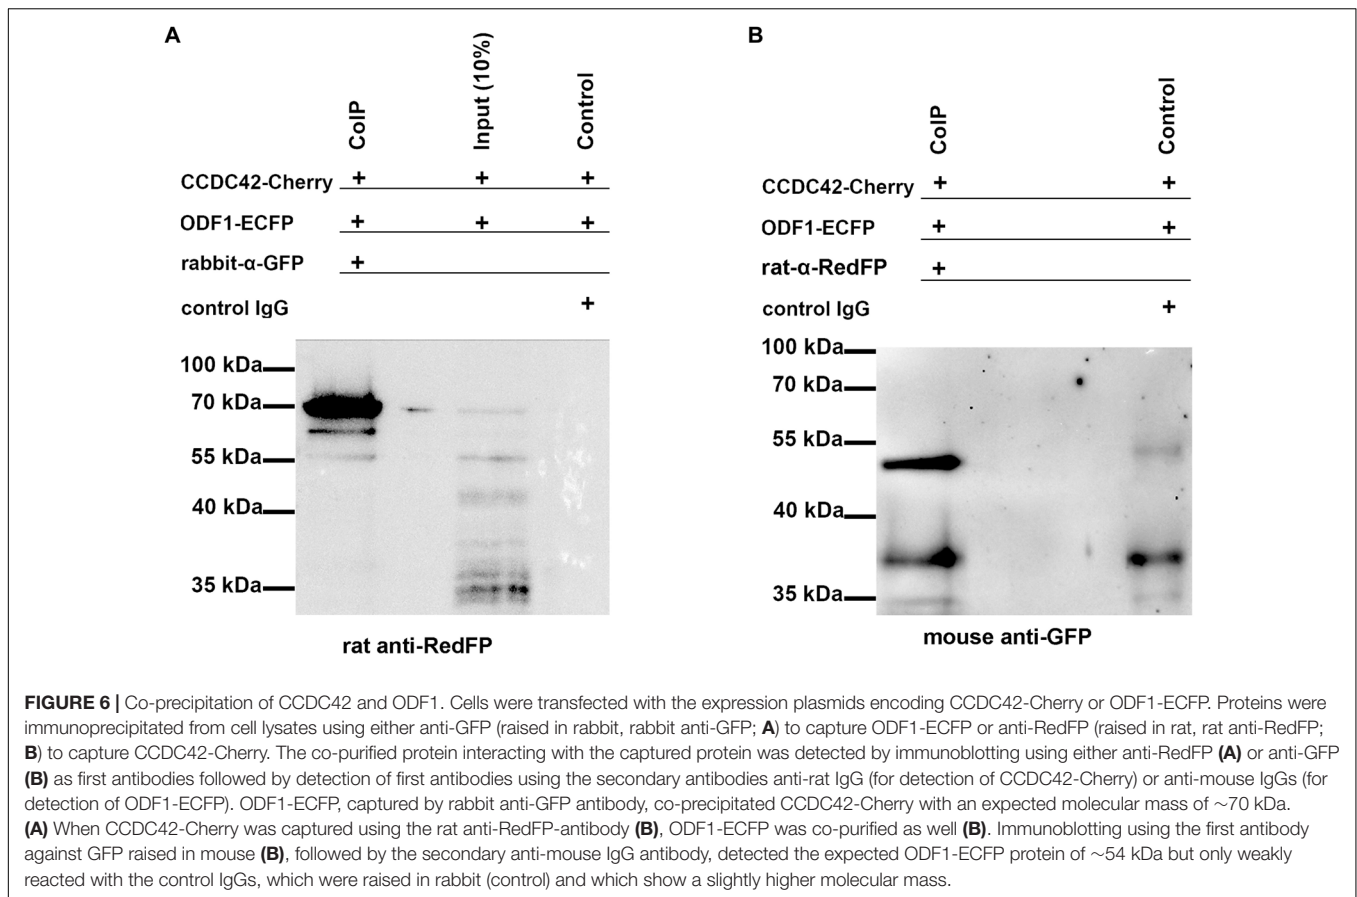 A
CoIP
Input (10%)
Control
CCDC42-Cherry + + +
ODF1-ECFP + + +
rabbit-α-GFP +
control IgG +
100 kDa
70 kDa
55 kDa
40 kDa
35 kDa
rat anti-RedFP
B
CoIP
Control
CCDC42-Cherry + +
ODF1-ECFP + +
rat-α-RedFP +
control IgG +
100 kDa
70 kDa
55 kDa
40 kDa
35 kDa
mouse anti-GFP
FIGURE 6 | Co-precipitation of CCDC42 and ODF1. Cells were transfected with the expression plasmids encoding CCDC42-Cherry or ODF1-ECFP. Proteins were
immunoprecipitated from cell lysates using either anti-GFP (raised in rabbit, rabbit anti-GFP; A) to capture ODF1-ECFP or anti-RedFP (raised in rat, rat anti-RedFP;
B) to capture CCDC42-Cherry. The co-purified protein interacting with the captured protein was detected by immunoblotting using either anti-RedFP (A) or anti-GFP
(B) as first antibodies followed by detection of first antibodies using the secondary antibodies anti-rat IgG (for detection of CCDC42-Cherry) or anti-mouse IgGs (for
detection of ODF1-ECFP). ODF1-ECFP, captured by rabbit anti-GFP antibody, co-precipitated CCDC42-Cherry with an expected molecular mass of ~70 kDa.
(A) When CCDC42-Cherry was captured using the rat anti-RedFP-antibody (B), ODF1-ECFP was co-purified as well (B). Immunoblotting using the first antibody
against GFP raised in mouse (B), followed by the secondary anti-mouse IgG antibody, detected the expected ODF1-ECFP protein of ~54 kDa but only weakly
reacted with the control IgGs, which were raised in rabbit (control) and which show a slightly higher molecular mass.